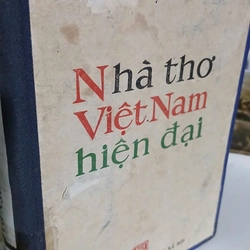 Nhà thơ
Việt Nam
hiện đại